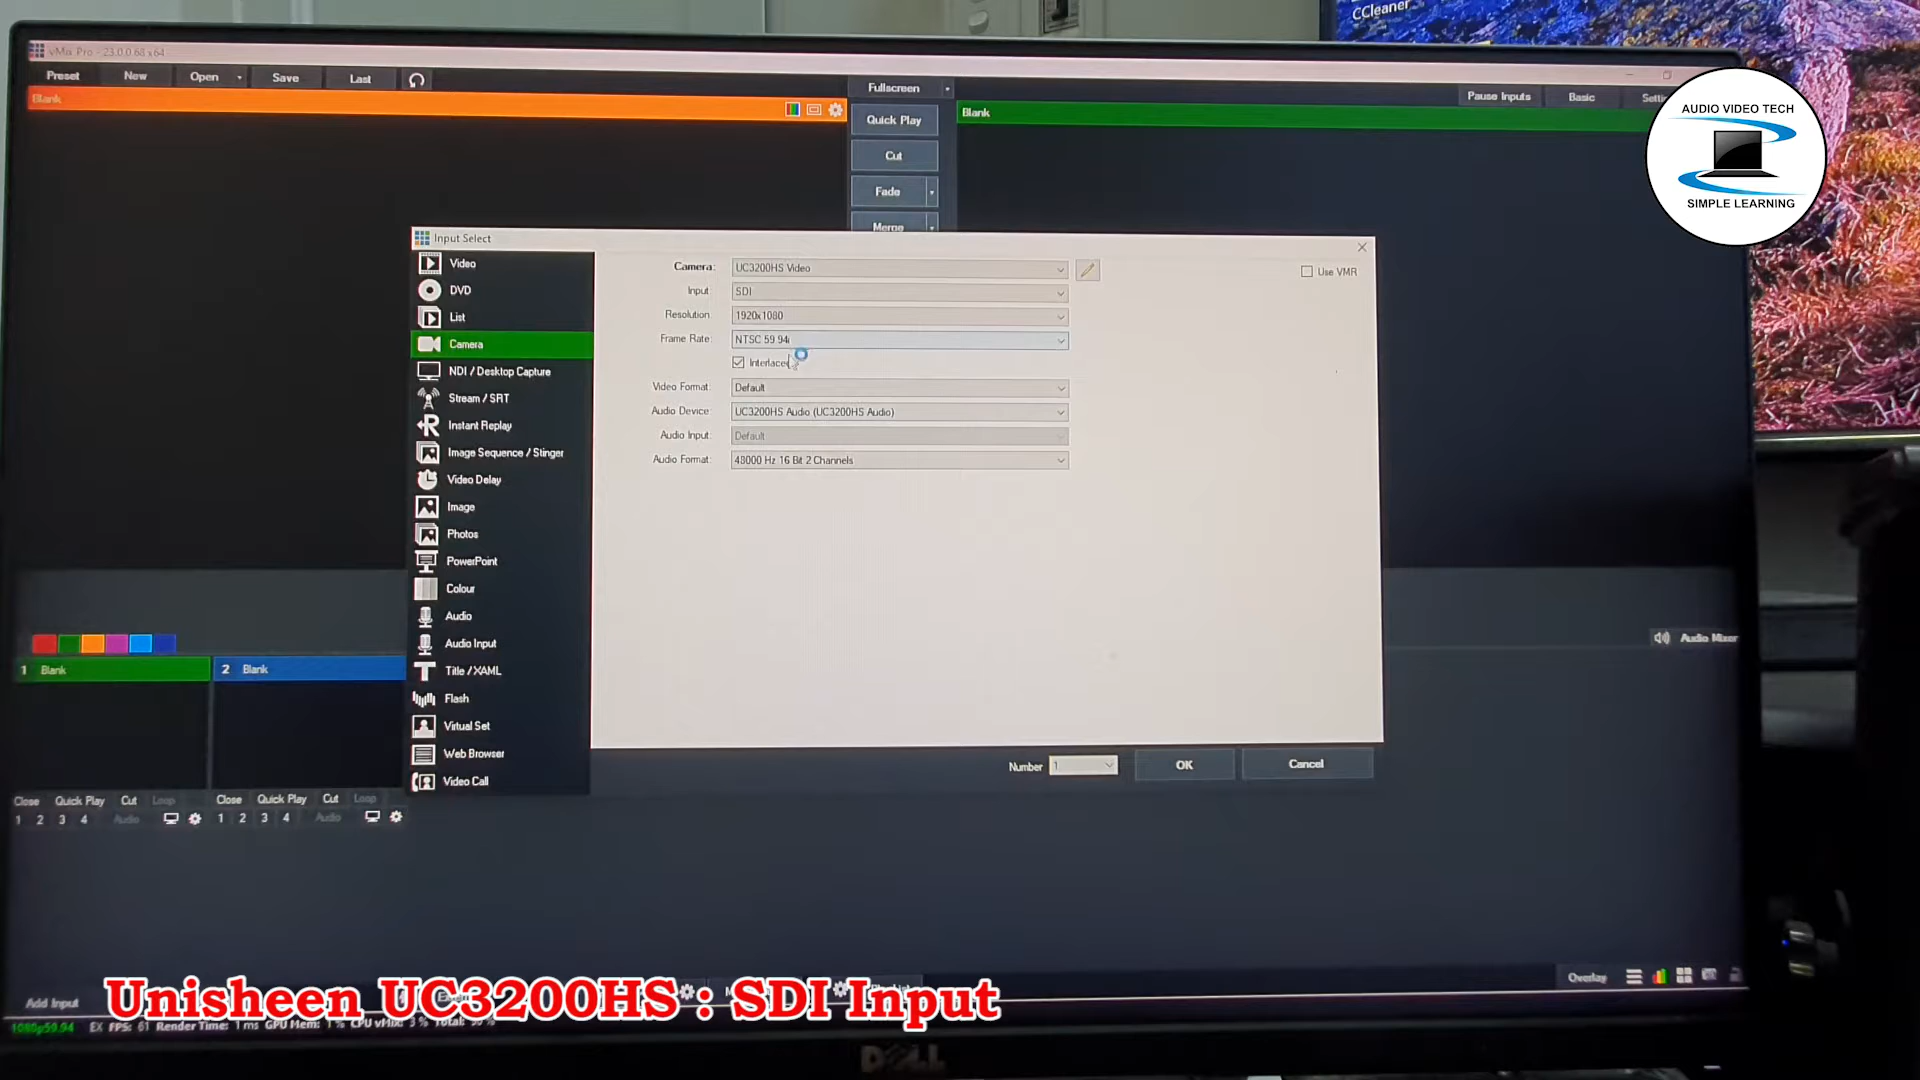 CCleaner
vMix Pro - 23.0.0.68 x64
Preset New Open Save Last
Fullscreen
Pause Inputs Basic
Blank
Quick Play
Blank
Cut
Fade
Merge
AUDIO VIDEO TECH
SIMPLE LEARNING
Input Select
Video
DVD
List
Camera
NDI / Desktop Capture
Stream / SRT
Instant Replay
Image Sequence / Stinger
Video Delay
Image
Photos
PowerPoint
Colour
Audio
Audio Input
Title / XAML
Flash
Virtual Set
Web Browser
Video Call
Camera: UC3200HS Video
Use VMR
Input: SDI
Resolution: 1920x1080
Frame Rate: NTSC 59.94i
Interlaced
Video Format: Default
Audio Device: UC3200HS Audio (UC3200HS Audio)
Audio Input: Default
Audio Format: 48000 Hz 16 Bit 2 Channels
Number 1 OK Cancel
Audio Mixer
1 Blank
2 Blank
Close Quick Play Cut Loop
Close Quick Play Cut Loop
1 2 3 4 Audio
1 2 3 4 Audio
Overlay
Add Input
Unisheen UC3200HS : SDI Input
1080p59.94 EX FPS: 61 Render Time: 1 ms GPU Mem: 1 % CPU vMix: 3 % Total:
DELL